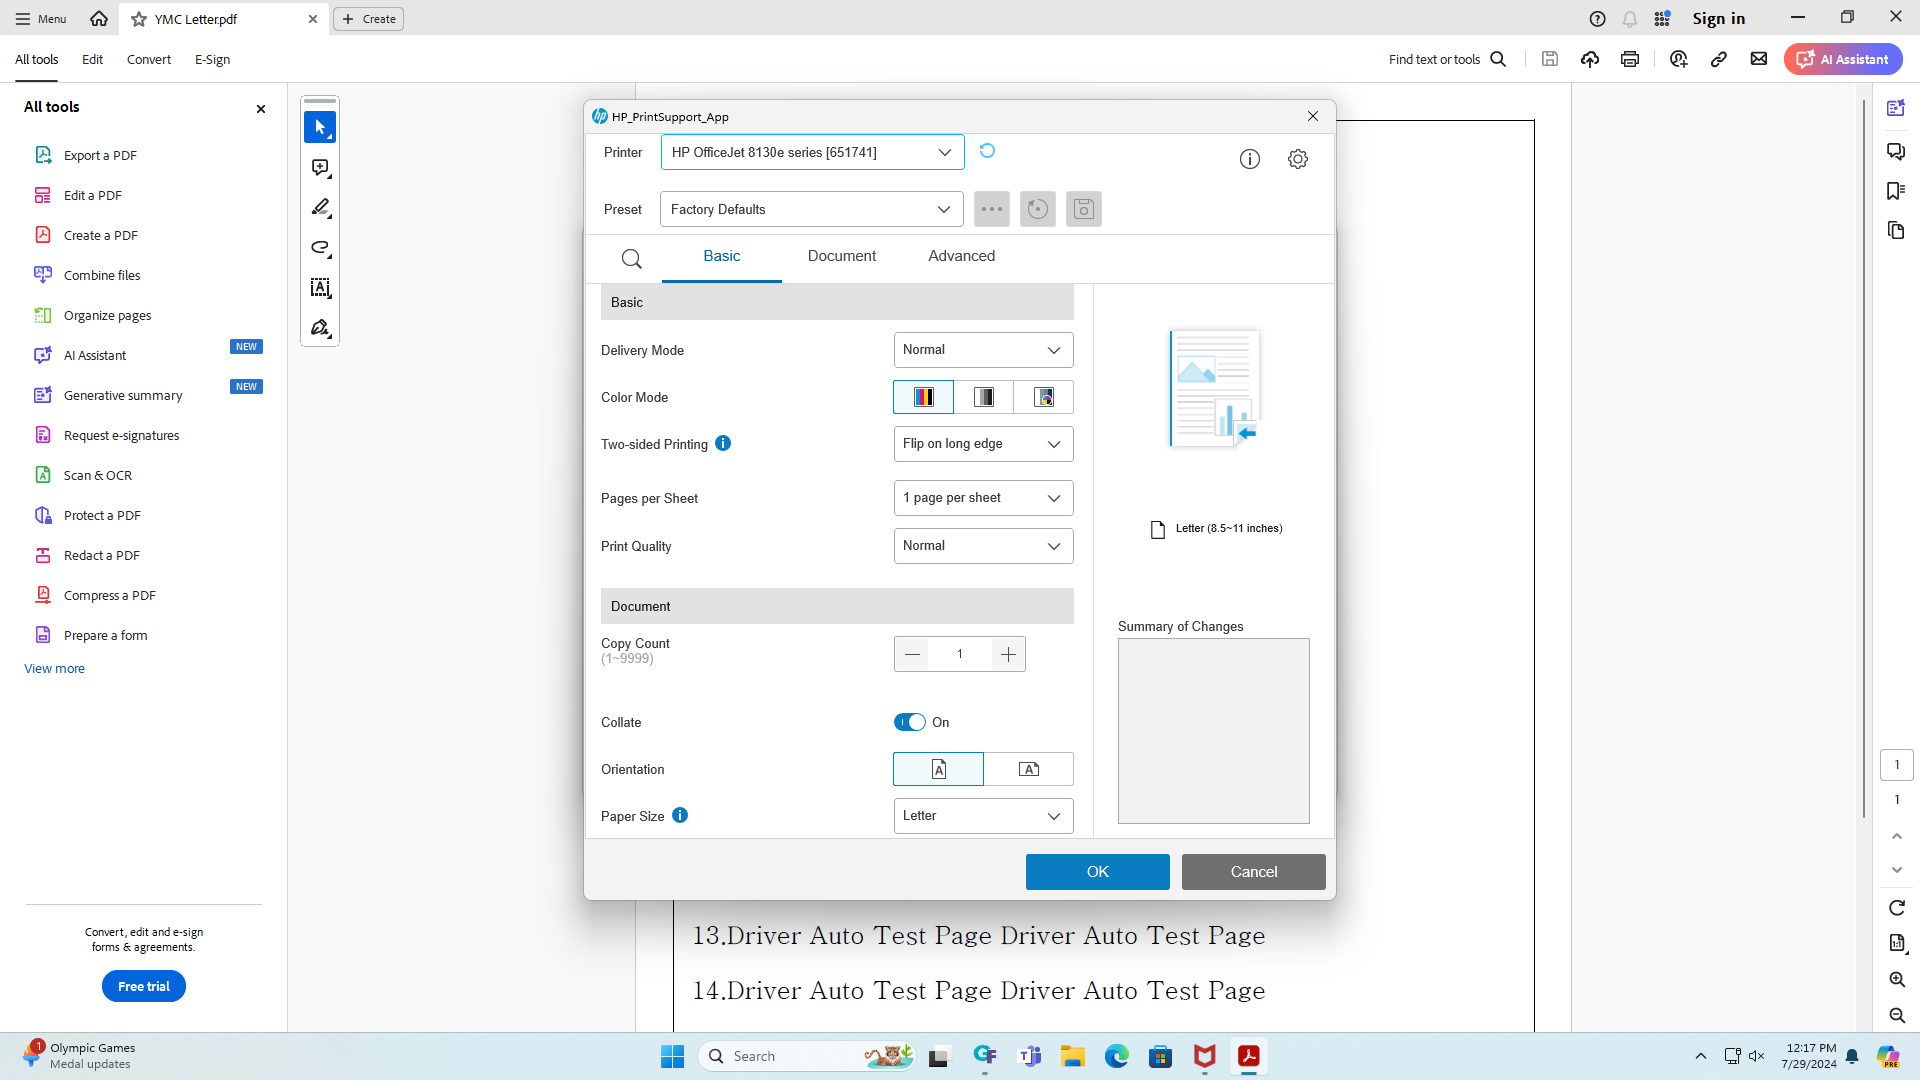 Menu
YMC Letter.pdf
Create
Sign in
All tools
Edit
Convert
E-Sign
Find text or tools
AI Assistant
All tools
Export a PDF
Edit a PDF
Create a PDF
Combine files
Organize pages
AI Assistant
NEW
Generative summary
NEW
Request e-signatures
Scan & OCR
Protect a PDF
Redact a PDF
Compress a PDF
Prepare a form
View more
Convert, edit and e-sign
forms & agreements.
Free trial
HP_PrintSupport_App
Printer
HP OfficeJet 8130e series [651741]
Preset
Factory Defaults
Basic
Document
Advanced
Basic
Delivery Mode
Normal
Color Mode
Two-sided Printing
Flip on long edge
Pages per Sheet
1 page per sheet
Print Quality
Normal
Document
Copy Count
(1~9999)
1
Collate
On
Orientation
Paper Size
Letter
Letter (8.5~11 inches)
Summary of Changes
OK
Cancel
13.Driver Auto Test Page Driver Auto Test Page
14.Driver Auto Test Page Driver Auto Test Page
1
1
1
Olympic Games
Medal updates
Search
12:17 PM
7/29/2024
PRE